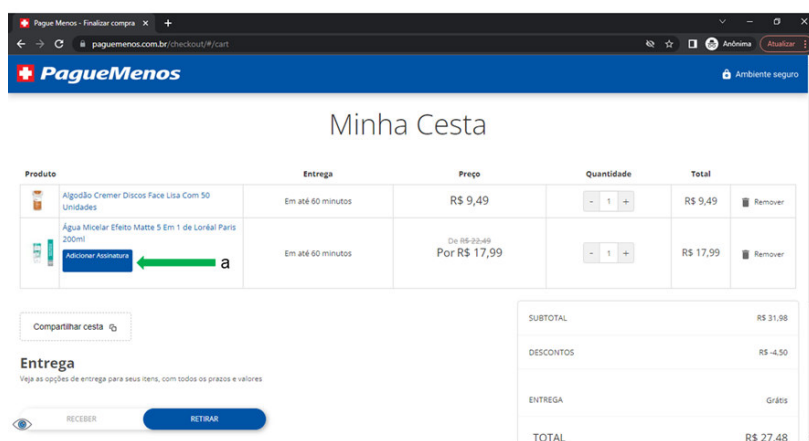 Pague Menos - Finalizar compra
paguemenos.com.br/checkout/#/cart
Anônima
Atualizar
PagueMenos
Ambiente seguro
Minha Cesta
Produto Entrega Preço Quantidade Total
Algodão Cremer Discos Face Lisa Com 50
Unidades
Em até 60 minutos
R$ 9,49
- 1 +
R$ 9,49
Remover
Água Micelar Efeito Matte 5 Em 1 de Loréal Paris
200ml
Adicionar Assinatura
a
Em até 60 minutos
De R$ 22,49
Por R$ 17,99
- 1 +
R$ 17,99
Remover
Compartilhar cesta
Entrega
Veja as opções de entrega para seus itens, com todos os prazos e valores
RECEBER
RETIRAR
SUBTOTAL R$ 31,98
DESCONTOS R$ -4,50
ENTREGA Grátis
TOTAL R$ 27,48